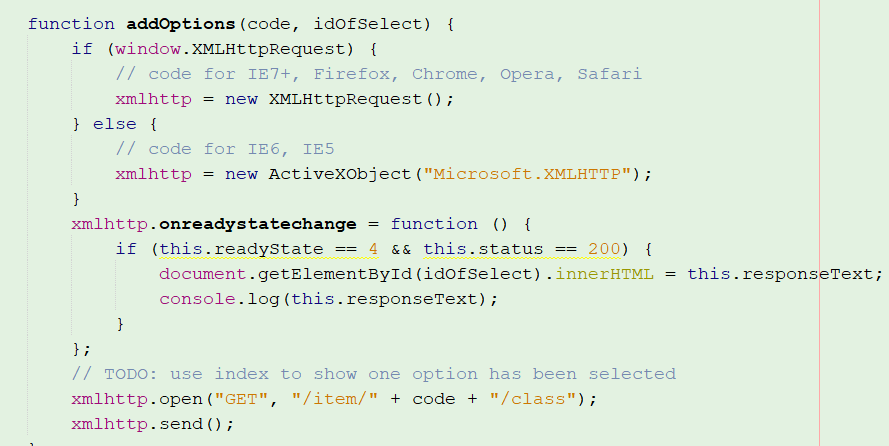 function addOptions(code, idOfSelect) {
if (window.XMLHttpRequest) {
// code for IE7+, Firefox, Chrome, Opera, Safari
xmlhttp = new XMLHttpRequest();
} else {
// code for IE6, IE5
xmlhttp = new ActiveXObject("Microsoft.XMLHTTP");
}
xmlhttp.onreadystatechange = function () {
if (this.readyState == 4 && this.status == 200) {
document.getElementById(idOfSelect).innerHTML = this.responseText;
console.log(this.responseText);
}
};
// TODO: use index to show one option has been selected
xmlhttp.open("GET", "/item/" + code + "/class");
xmlhttp.send();